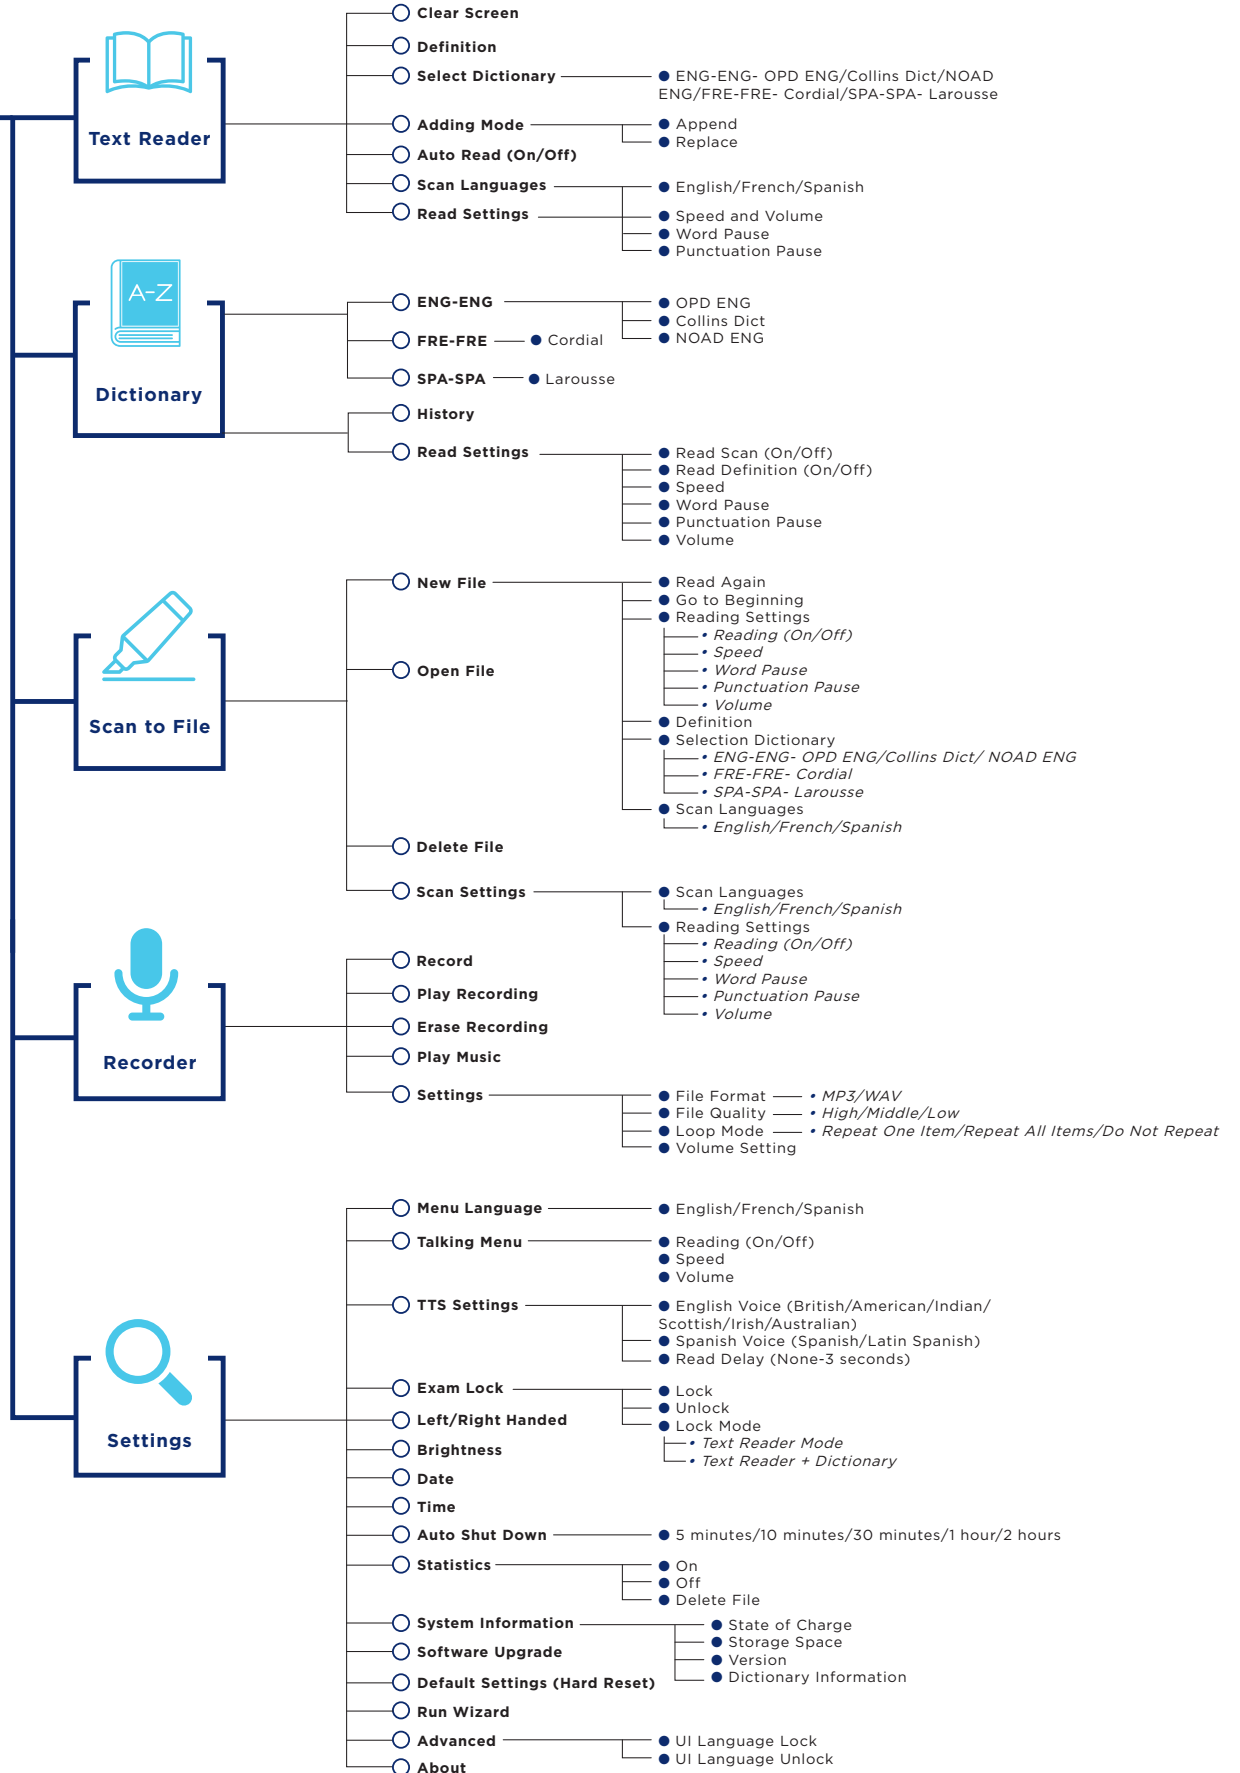 Text Reader
Clear Screen
Definition
Select Dictionary
ENG-ENG- OPD ENG/Collins Dict/NOAD
ENG/FRE-FRE- Cordial/SPA-SPA- Larousse
Adding Mode
Append
Replace
Auto Read (On/Off)
Scan Languages
English/French/Spanish
Read Settings
Speed and Volume
Word Pause
Punctuation Pause
A-Z
Dictionary
ENG-ENG
OPD ENG
Collins Dict
NOAD ENG
FRE-FRE
Cordial
SPA-SPA
Larousse
History
Read Settings
Read Scan (On/Off)
Read Definition (On/Off)
Speed
Word Pause
Punctuation Pause
Volume
Scan to File
New File
Read Again
Go to Beginning
Reading Settings
• Reading (On/Off)
• Speed
• Word Pause
• Punctuation Pause
• Volume
Definition
Selection Dictionary
• ENG-ENG- OPD ENG/Collins Dict/ NOAD ENG
• FRE-FRE- Cordial
• SPA-SPA- Larousse
Scan Languages
• English/French/Spanish
Open File
Delete File
Scan Settings
Scan Languages
• English/French/Spanish
Reading Settings
• Reading (On/Off)
• Speed
• Word Pause
• Punctuation Pause
• Volume
Recorder
Record
Play Recording
Erase Recording
Play Music
Settings
File Format
• MP3/WAV
File Quality
• High/Middle/Low
Loop Mode
• Repeat One Item/Repeat All Items/Do Not Repeat
Volume Setting
Settings
Menu Language
English/French/Spanish
Talking Menu
Reading (On/Off)
Speed
Volume
TTS Settings
English Voice (British/American/Indian/
Scottish/Irish/Australian)
Spanish Voice (Spanish/Latin Spanish)
Read Delay (None-3 seconds)
Exam Lock
Lock
Unlock
Lock Mode
• Text Reader Mode
• Text Reader + Dictionary
Left/Right Handed
Brightness
Date
Time
Auto Shut Down
5 minutes/10 minutes/30 minutes/1 hour/2 hours
Statistics
On
Off
Delete File
System Information
State of Charge
Storage Space
Version
Dictionary Information
Software Upgrade
Default Settings (Hard Reset)
Run Wizard
Advanced
UI Language Lock
UI Language Unlock
About